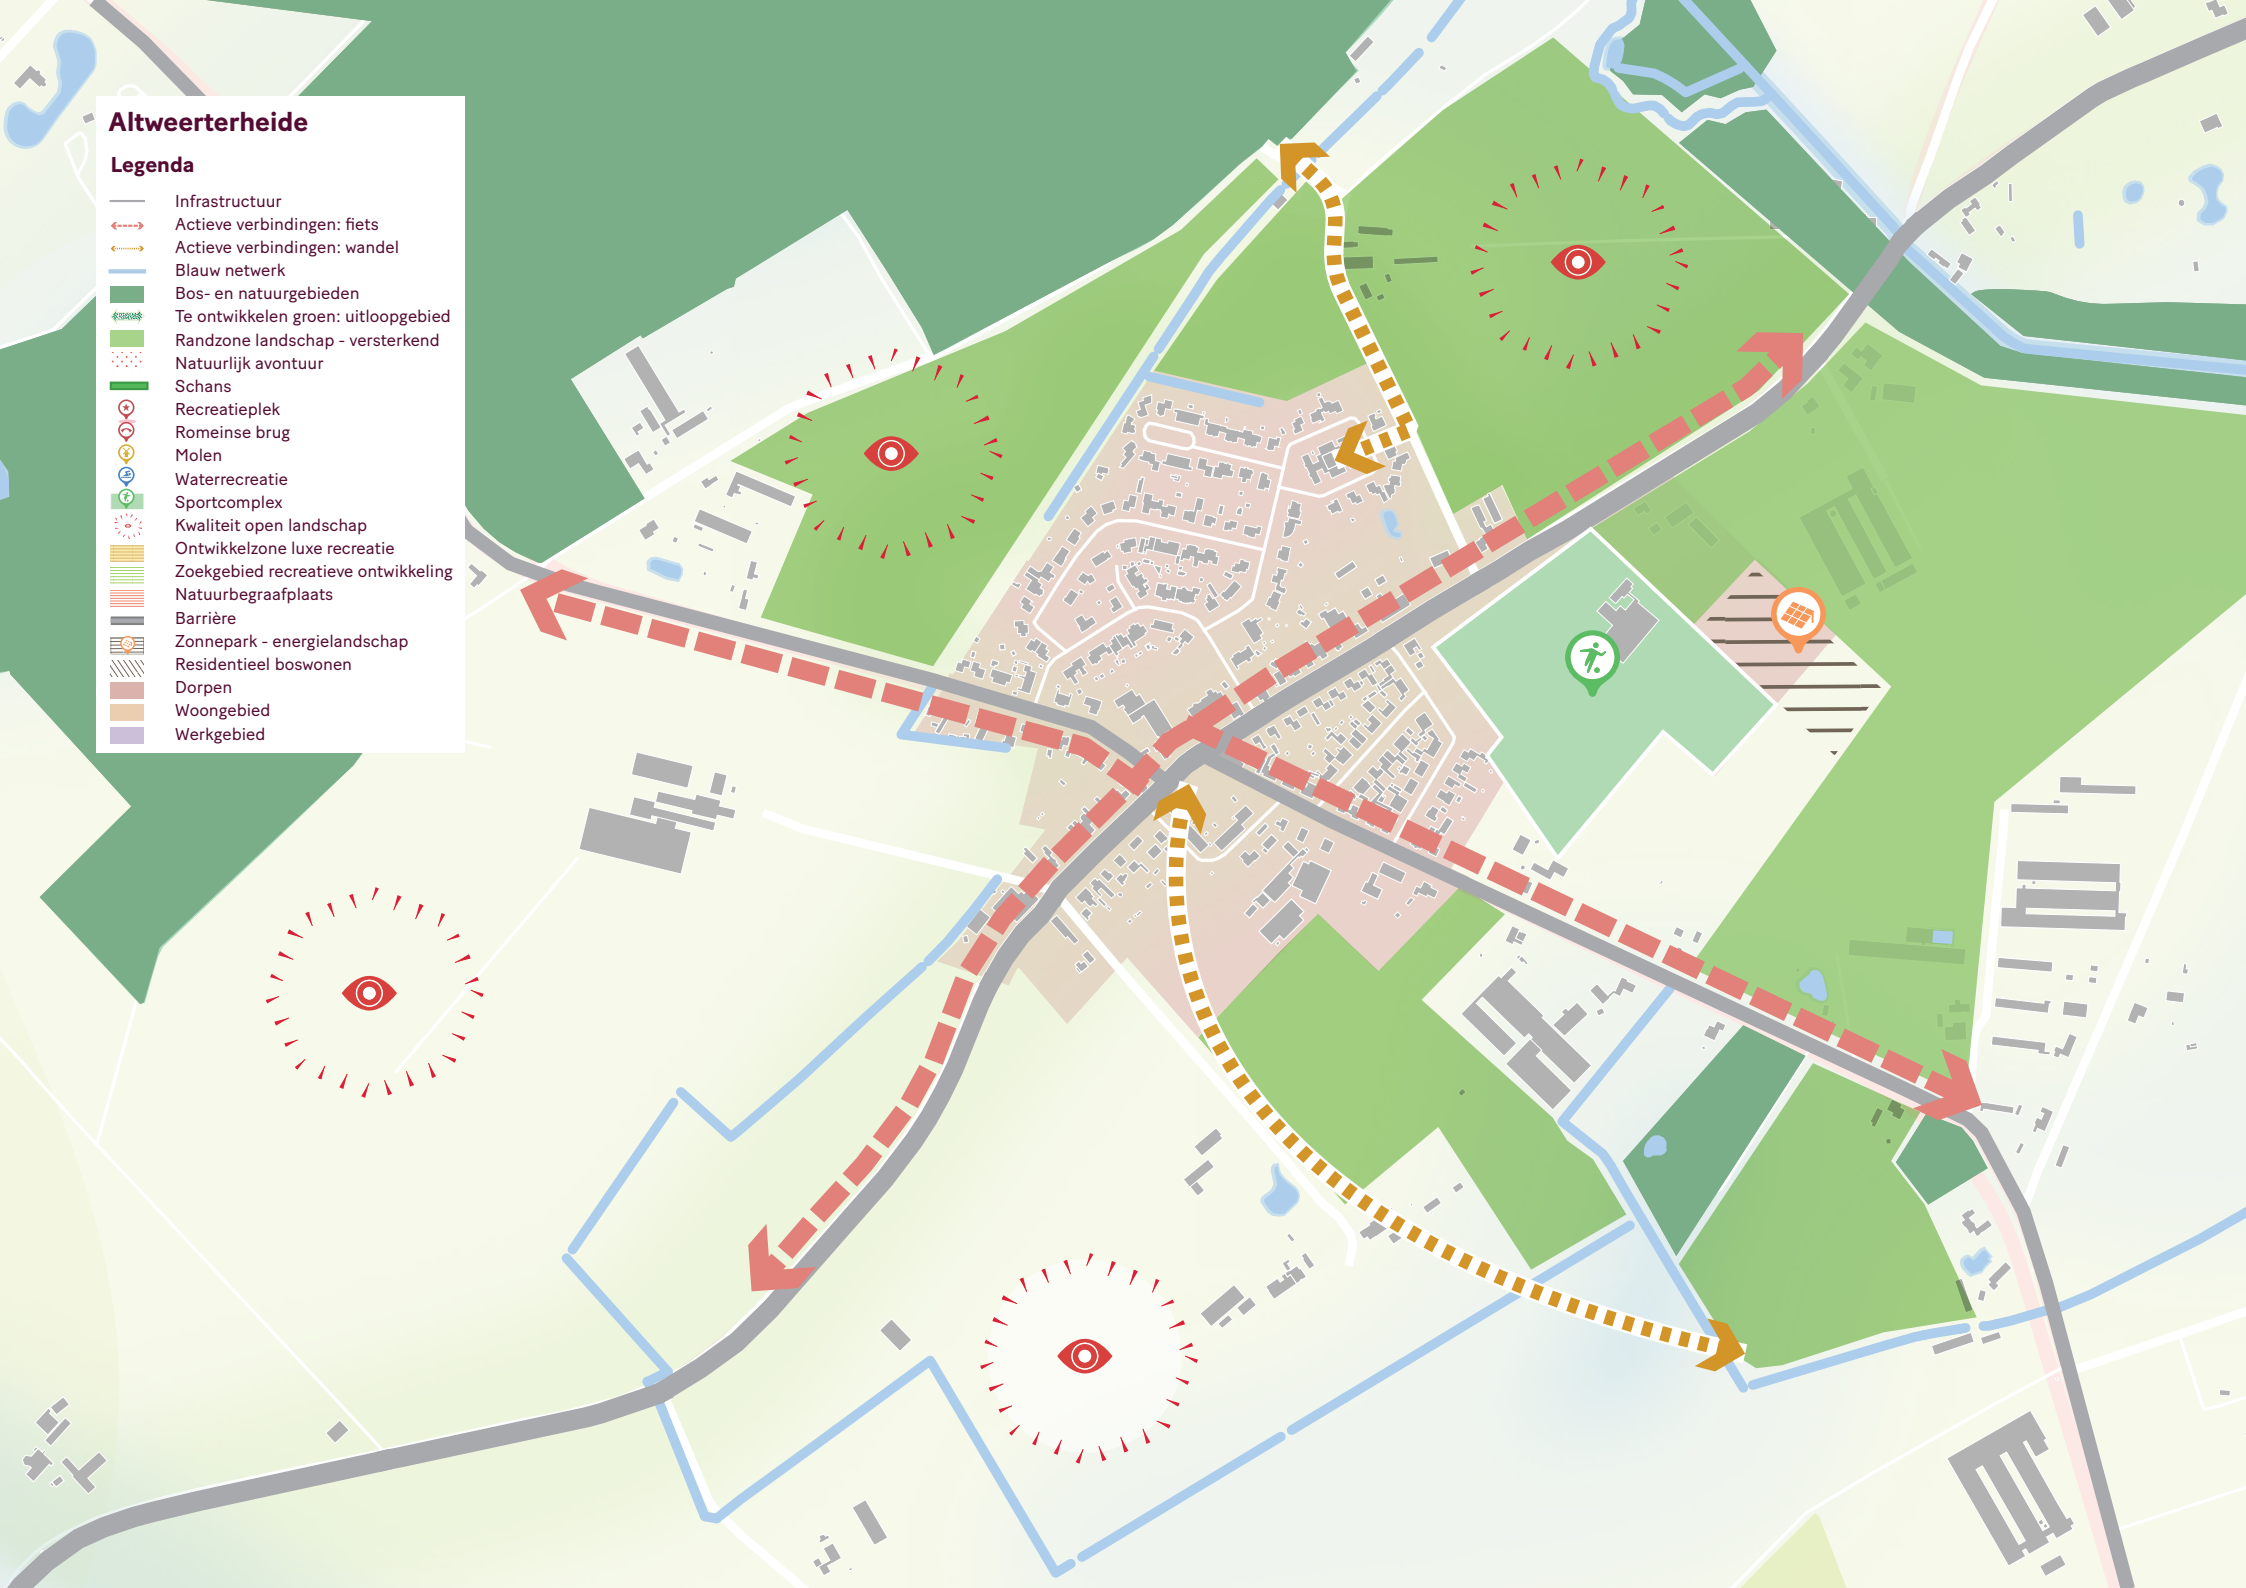 Altweerterheide
Legenda
Infrastructuur
Actieve verbindingen: fiets
Actieve verbindingen: wandel
Blauw netwerk
Bos- en natuurgebieden
Te ontwikkelen groen: uitloopgebied
Randzone landschap - versterkend
Natuurlijk avontuur
Schans
Recreatieplek
Romeinse brug
Molen
Waterrecreatie
Sportcomplex
Kwaliteit open landschap
Ontwikkelzone luxe recreatie
Zoekgebied recreatieve ontwikkeling
Natuurbegraafplaats
Barrière
Zonnepark - energielandschap
Residentieel boswonen
Dorpen
Woongebied
Werkgebied